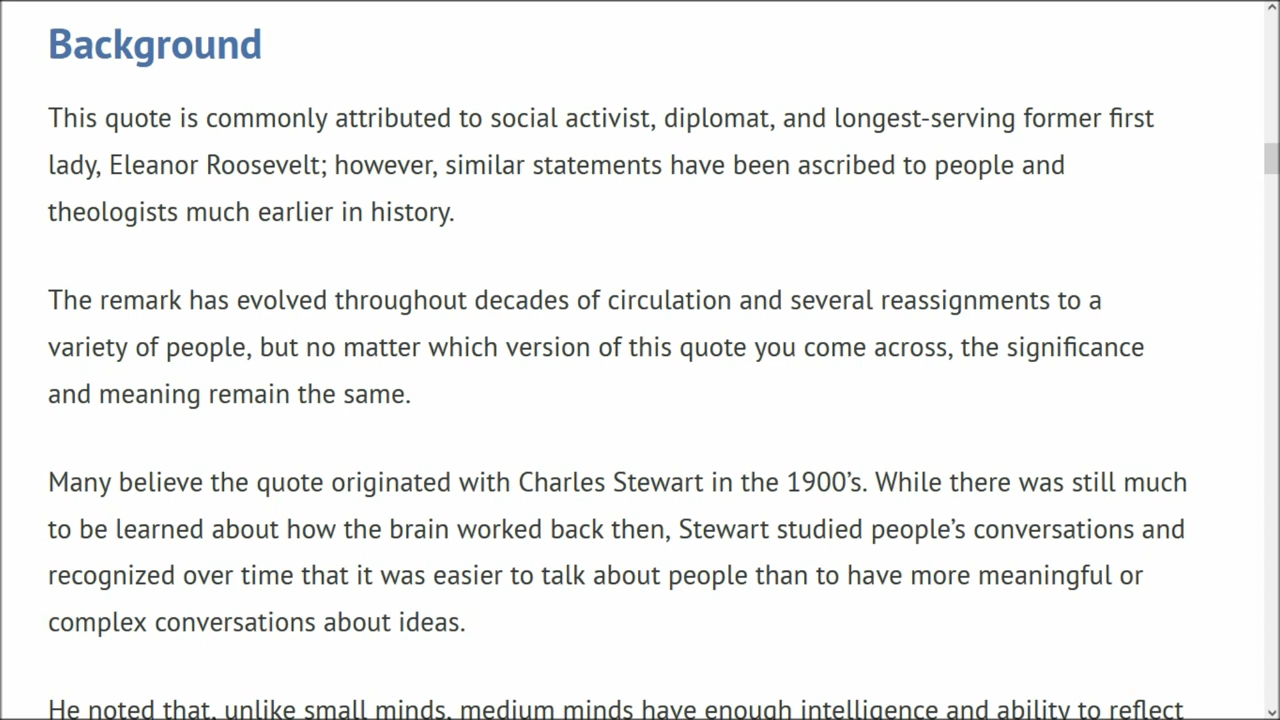 Background
This quote is commonly attributed to social activist, diplomat, and longest-serving former first
lady, Eleanor Roosevelt; however, similar statements have been ascribed to people and
theologists much earlier in history.
The remark has evolved throughout decades of circulation and several reassignments to a
variety of people, but no matter which version of this quote you come across, the significance
and meaning remain the same.
Many believe the quote originated with Charles Stewart in the 1900’s. While there was still much
to be learned about how the brain worked back then, Stewart studied people’s conversations and
recognized over time that it was easier to talk about people than to have more meaningful or
complex conversations about ideas.
He noted that, unlike small minds, medium minds have enough intelligence and ability to reflect